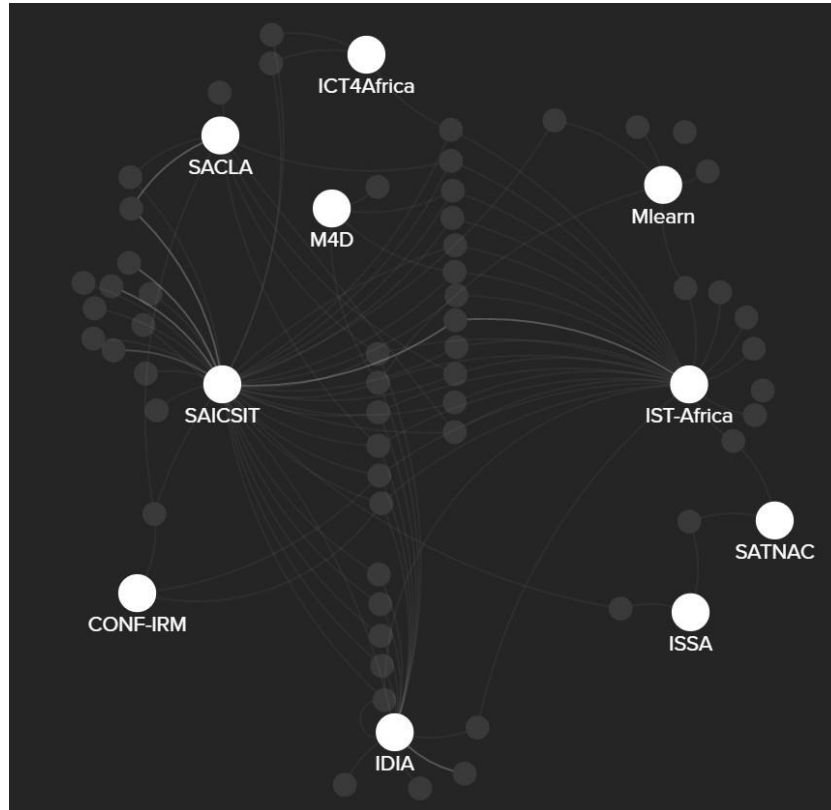 ICT4Africa
SACLA
Mlearn
M4D
SAICSIT
IST-Africa
SATNAC
CONF-IRM
ISSA
IDIA